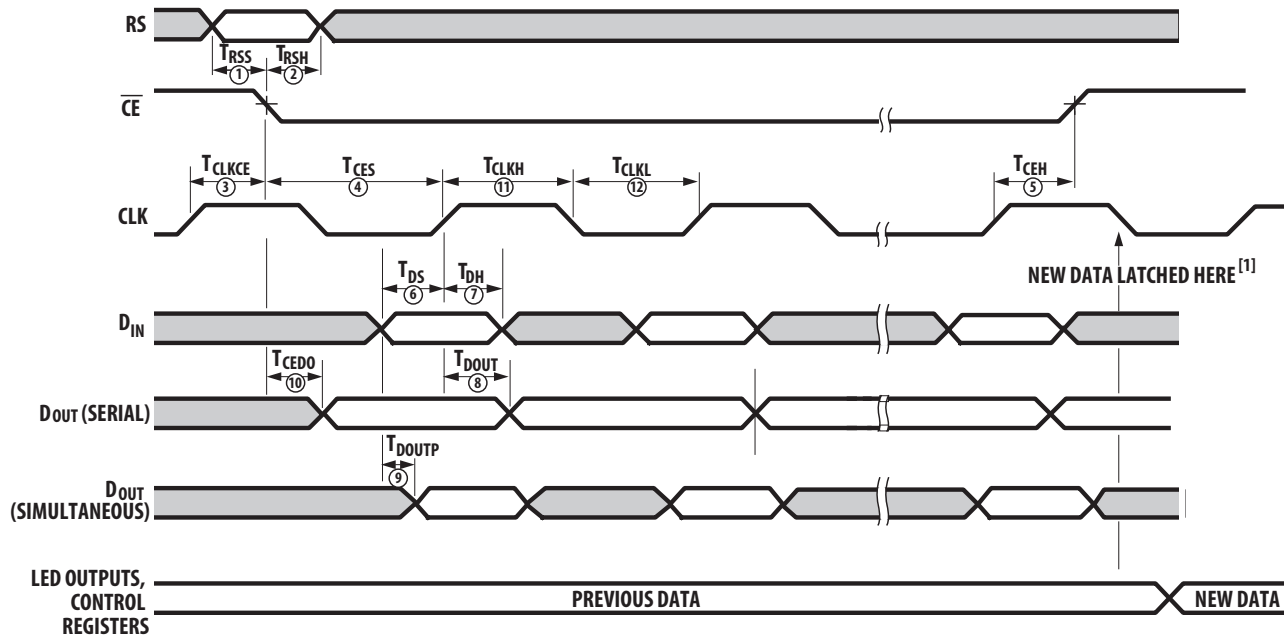 RS
TRSS
①
TRSH
②
CE
TCLKCE
③
TCES
④
TCLKH
⑪
TCLKL
⑫
TCEH
⑤
CLK
NEW DATA LATCHED HERE [1]
TDS
⑥
TDH
⑦
DIN
TCEDO
⑩
TDOUT
⑧
DOUT (SERIAL)
TDOUTP
⑨
DOUT
(SIMULTANEOUS)
LED OUTPUTS,
CONTROL
REGISTERS
PREVIOUS DATA
NEW DATA